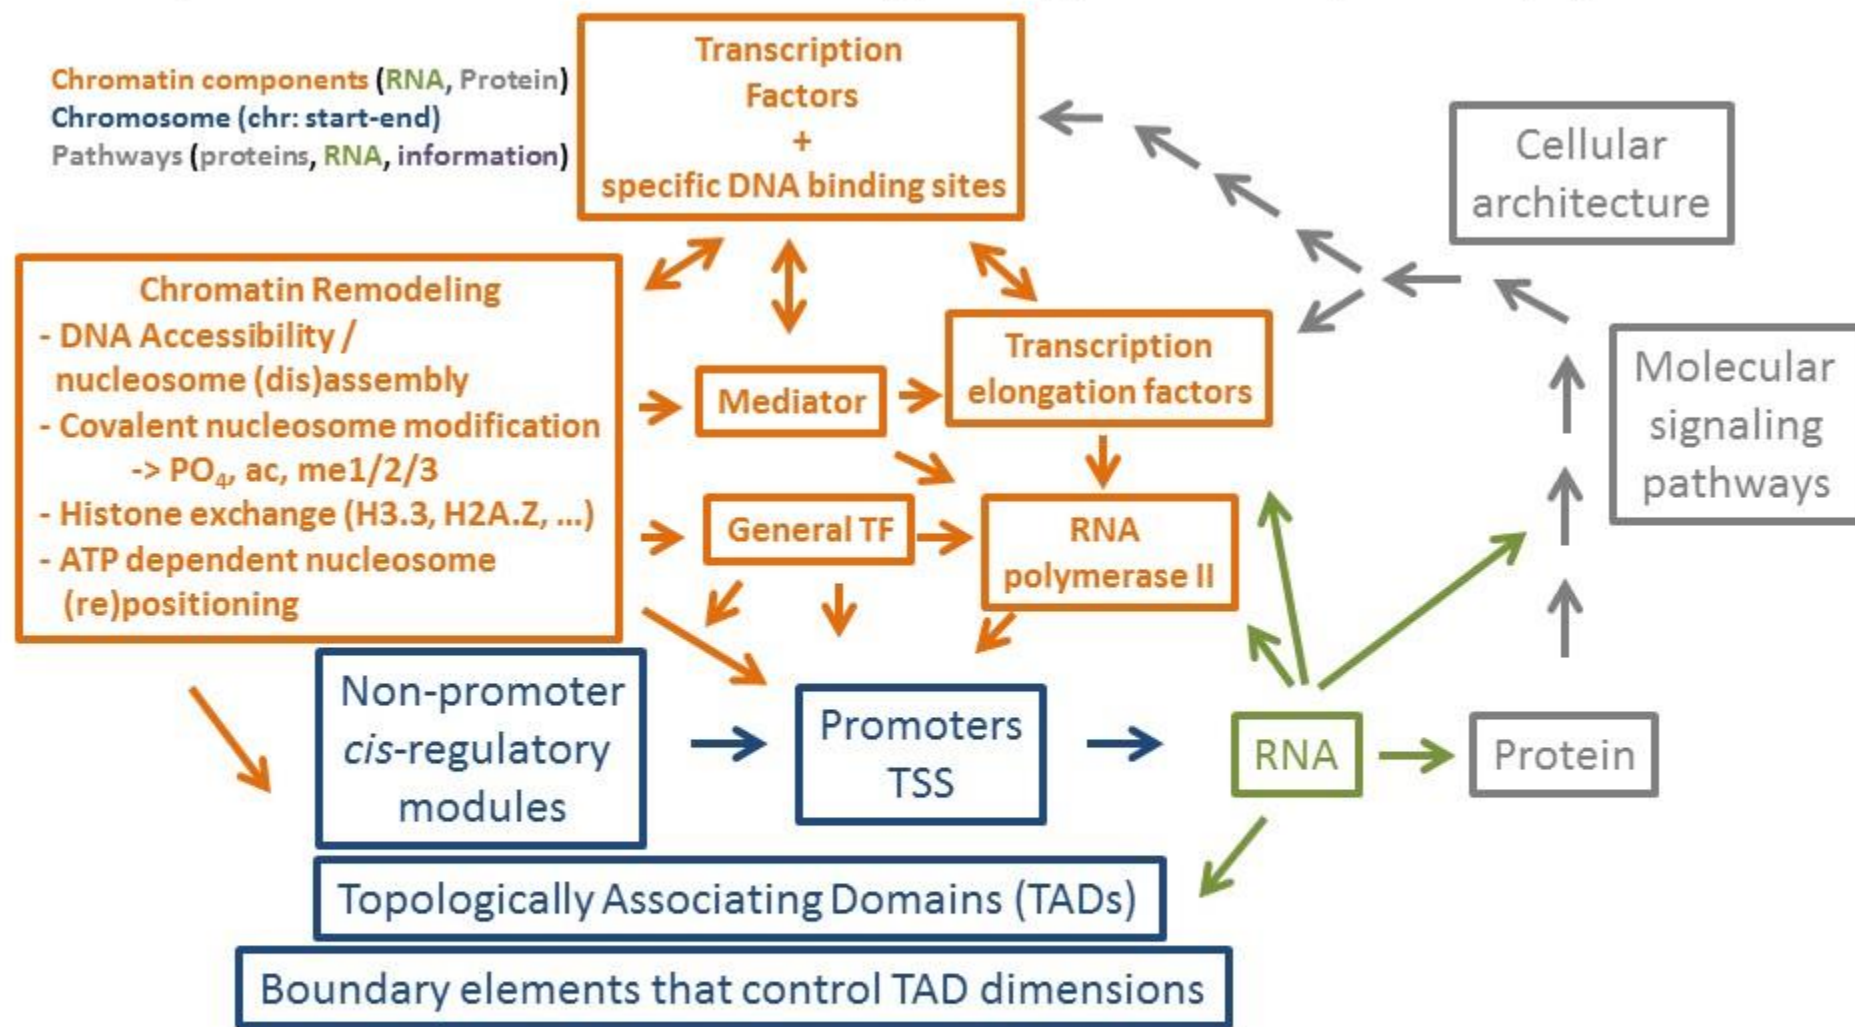 Chromatin components (RNA, Protein)
Chromosome (chr: start-end)
Pathways (proteins, RNA, information)
Transcription
Factors
+
specific DNA binding sites
Cellular
architecture
Chromatin Remodeling
- DNA Accessibility /
nucleosome (dis)assembly
- Covalent nucleosome modification
-> PO₄, ac, me1/2/3
- Histone exchange (H3.3, H2A.Z, ...)
- ATP dependent nucleosome
(re)positioning
Mediator
Transcription
elongation factors
Molecular
signaling
pathways
General TF
RNA
polymerase II
Non-promoter
cis-regulatory
modules
Promoters
TSS
RNA
Protein
Topologically Associating Domains (TADs)
Boundary elements that control TAD dimensions